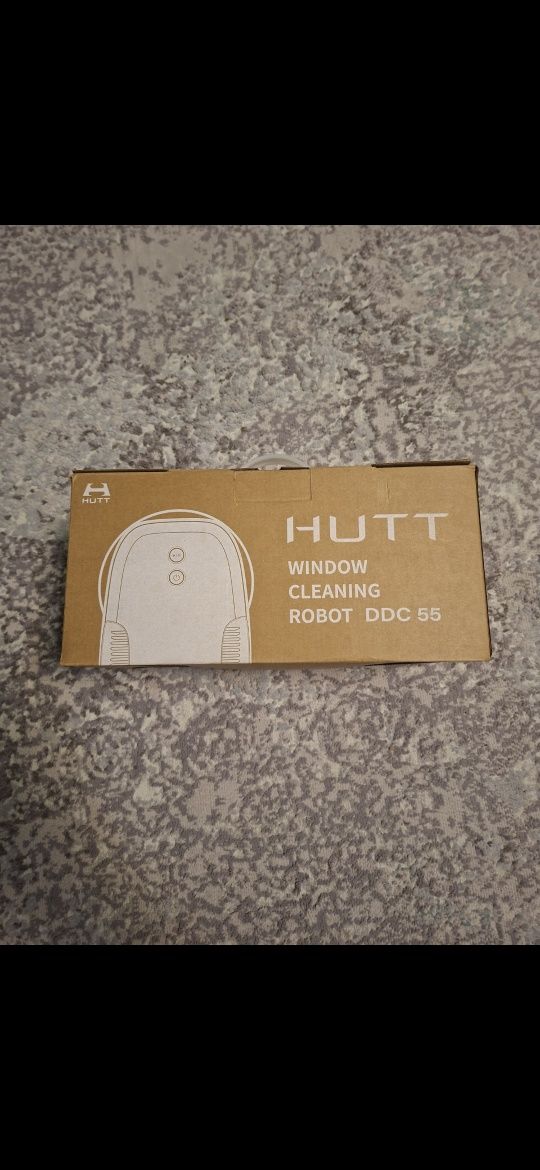 HUTT
HUTT
WINDOW
CLEANING
ROBOT DDC 55